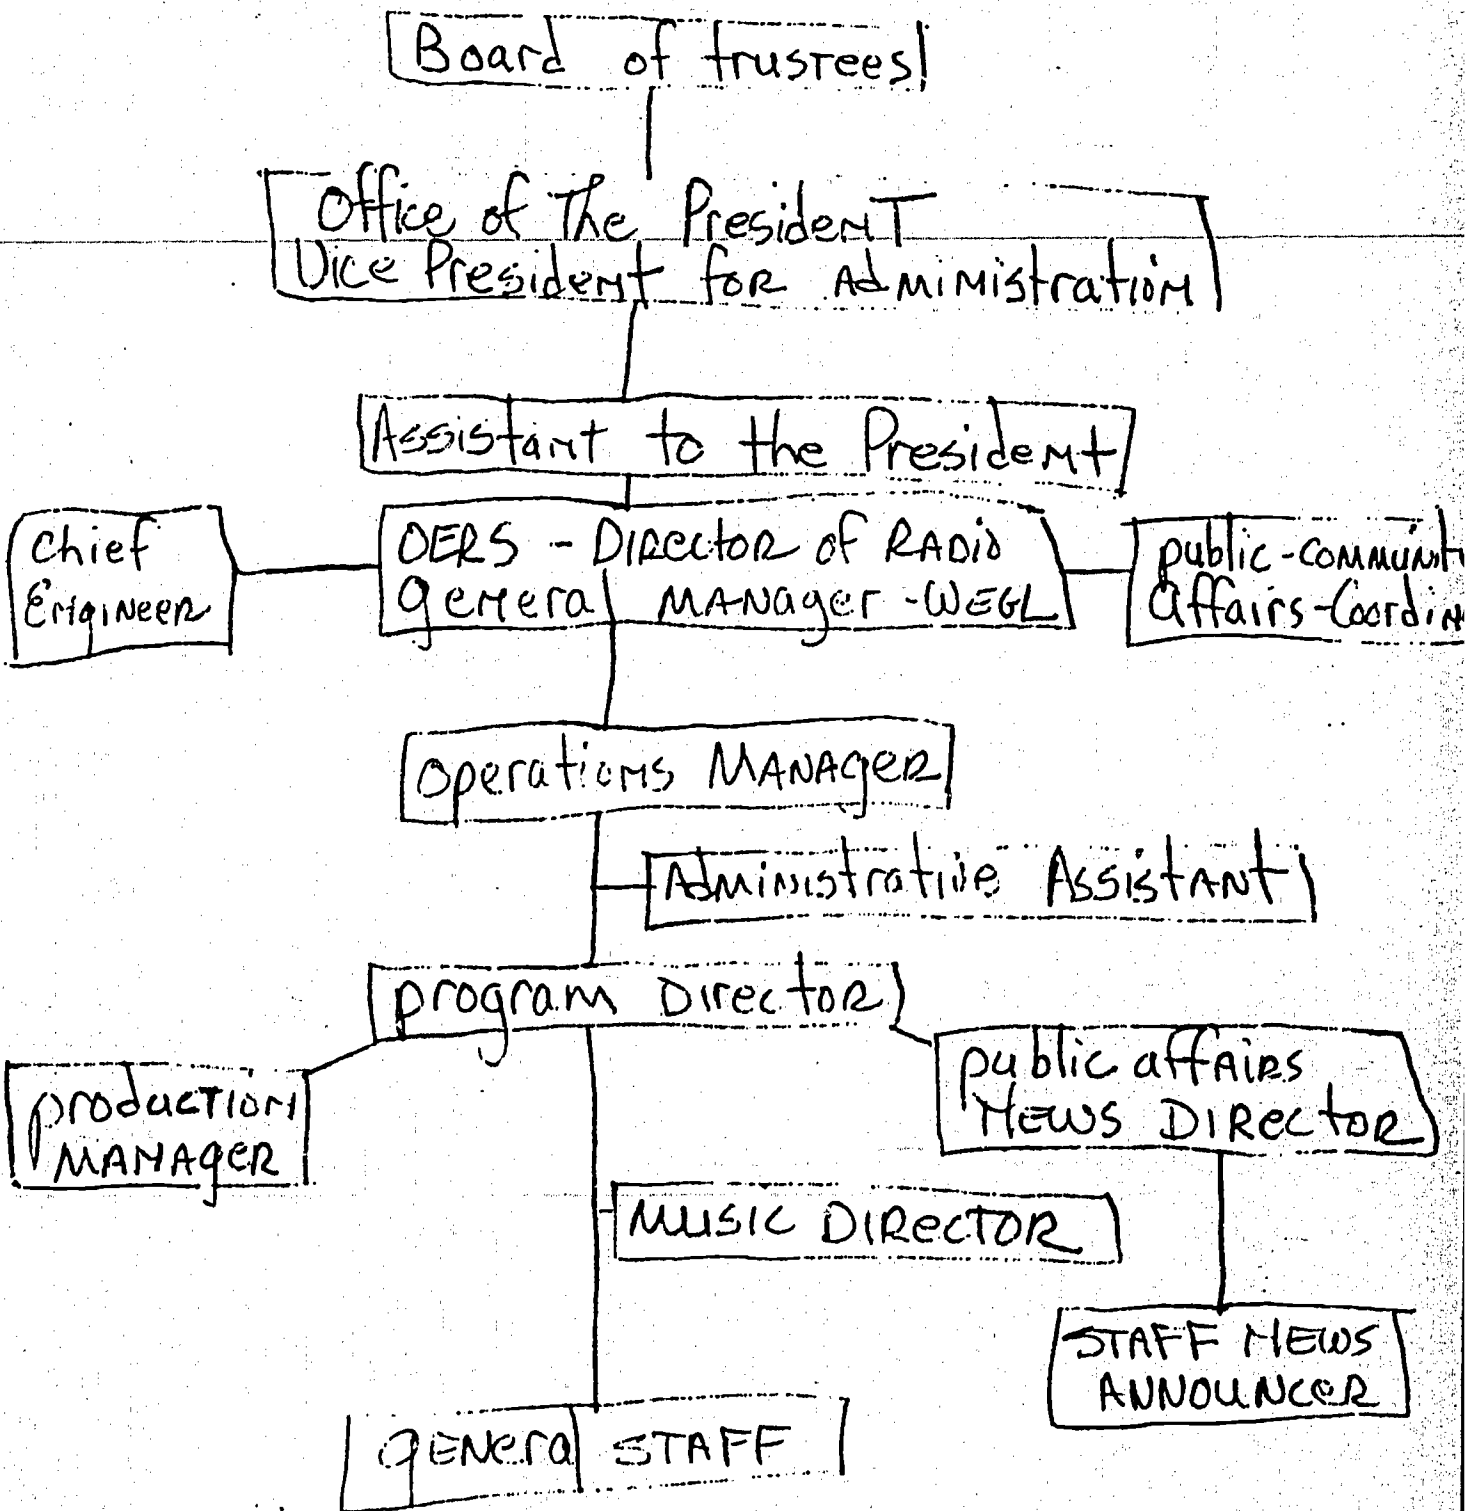 Board of trustees
Office of The President
Vice President for Administration
Assistant to the President
Chief
Engineer
OERS - Director of Radio
general Manager - WEGL
public - communit
affairs - Coordin
operations Manager
Administrative Assistant
program Director
production
Manager
public affairs
News Director
Music Director
STAFF NEWS
ANNOUNCER
general STAFF